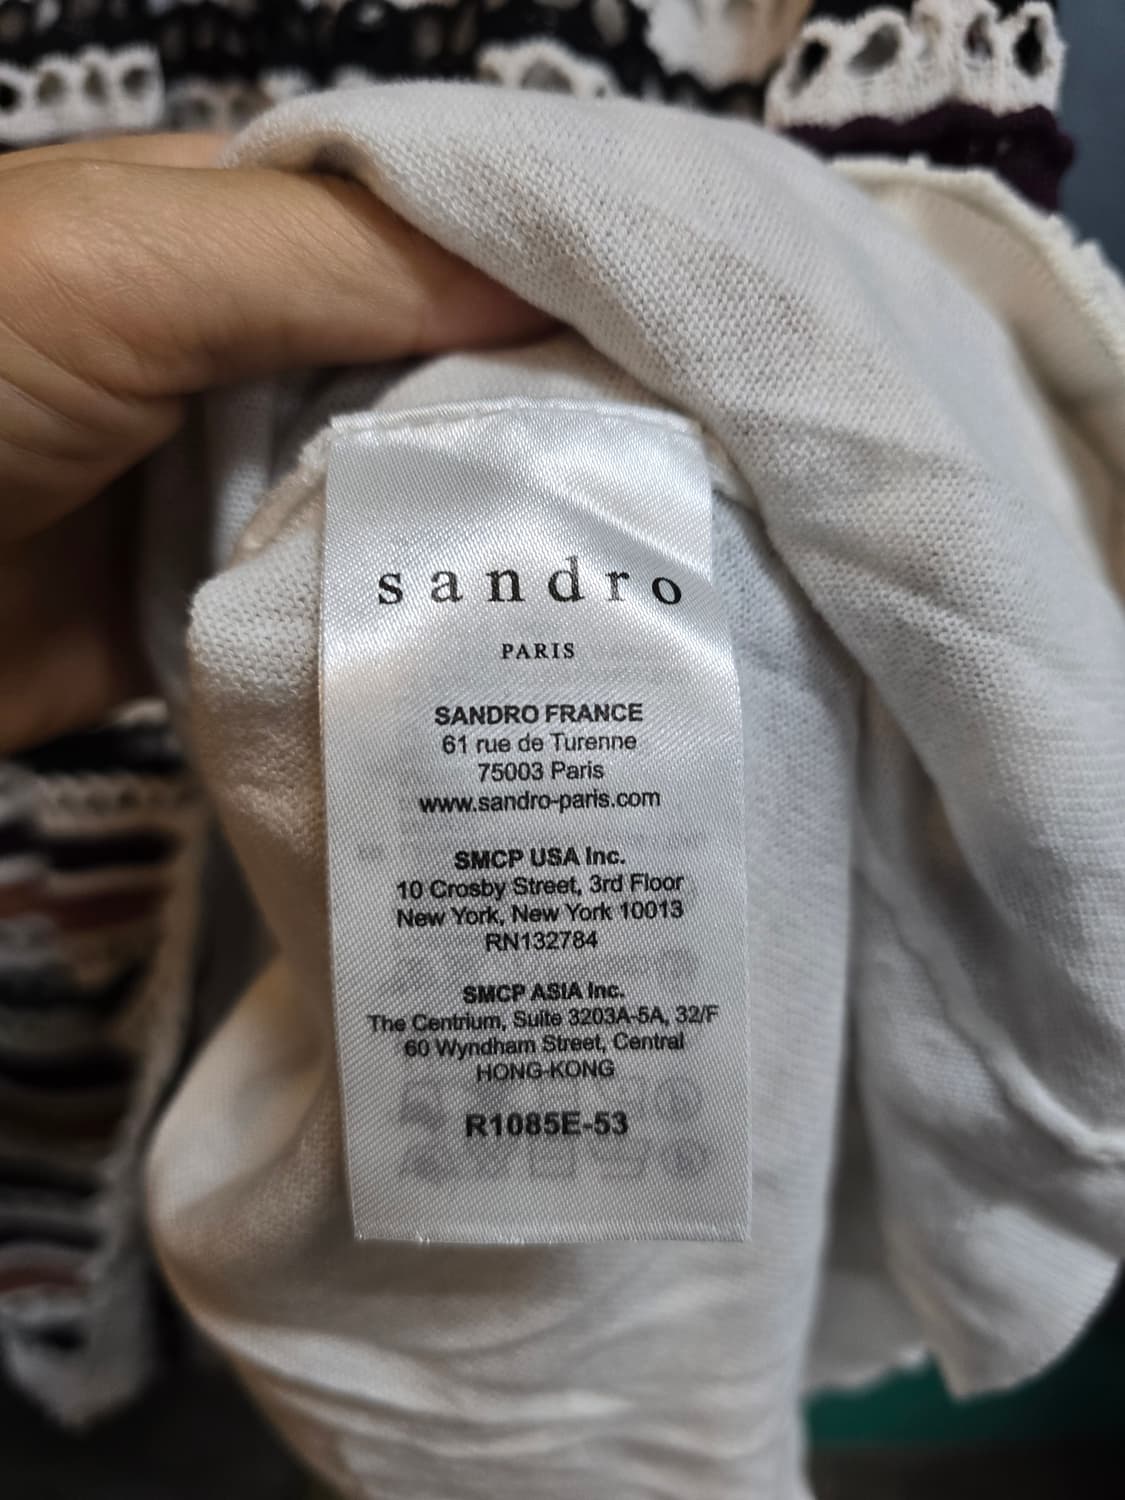 sandro
PARIS
SANDRO FRANCE
61 rue de Turenne
75003 Paris
www.sandro-paris.com
SMCP USA Inc.
10 Crosby Street, 3rd Floor
New York, New York 10013
RN132784
SMCP ASIA Inc.
The Centrium, Suite 3203A-5A, 32/F
60 Wyndham Street, Central
HONG-KONG
R1085E-53